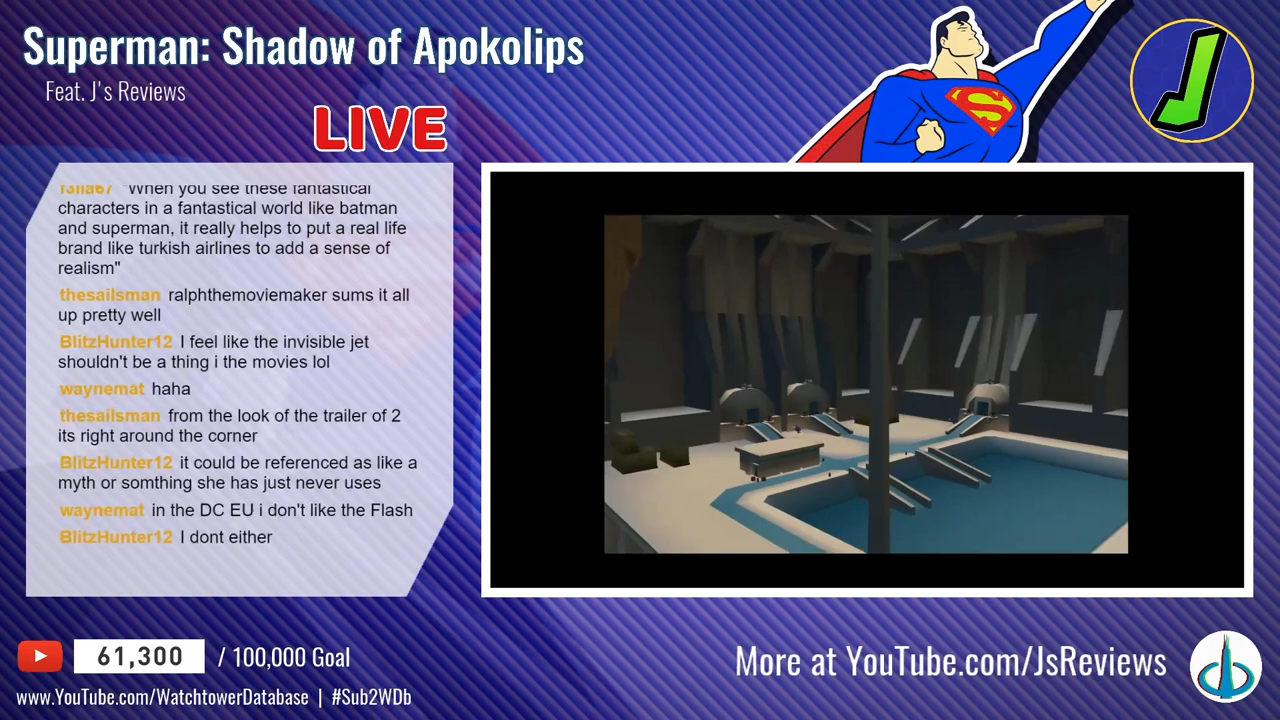 Superman: Shadow of Apokolips
Feat. J's Reviews
LIVE
"When you see these fantastical
characters in a fantastical world like batman
and superman, it really helps to put a real life
brand like turkish airlines to add a sense of
realism"
thesailsman ralphthemoviemaker sums it all
up pretty well
BlitzHunter12 I feel like the invisible jet
shouldn't be a thing i the movies lol
waynemat haha
thesailsman from the look of the trailer of 2
its right around the corner
BlitzHunter12 it could be referenced as like a
myth or somthing she has just never uses
waynemat in the DC EU i don't like the Flash
BlitzHunter12 I dont either
S
J
61,300 / 100,000 Goal
More at YouTube.com/JsReviews
www.YouTube.com/WatchtowerDatabase | #Sub2WDb